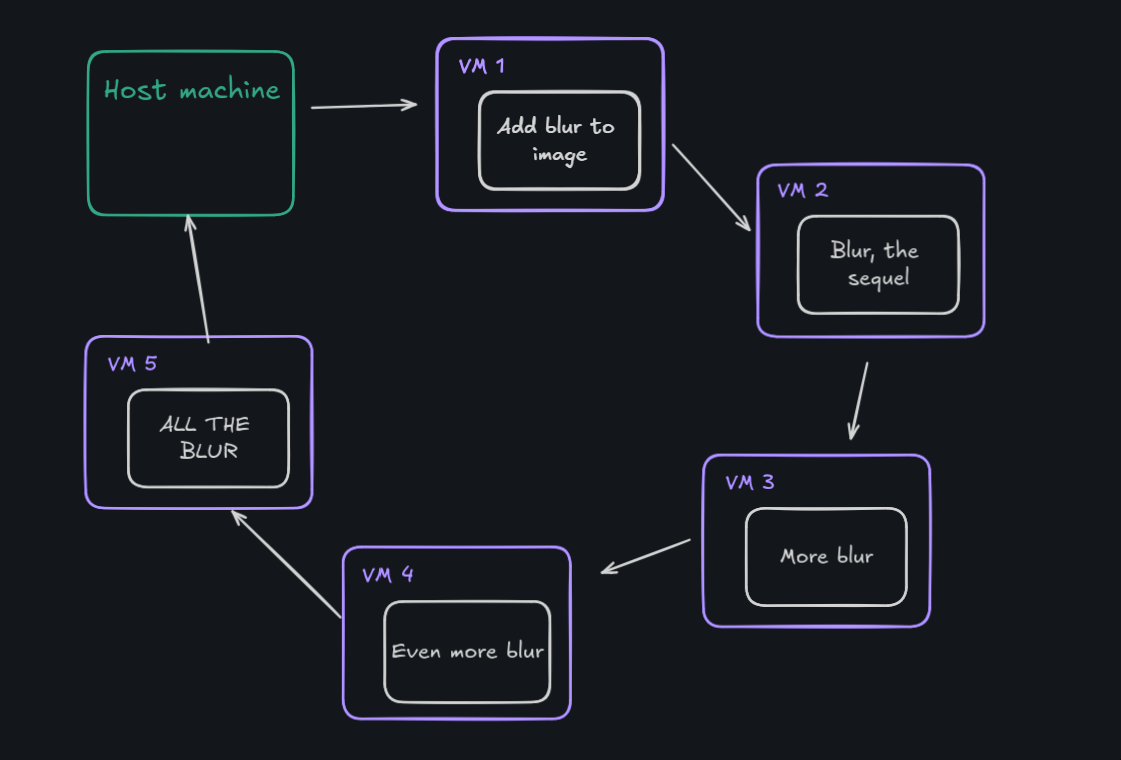 Host machine
VM 1
Add blur to
image
VM 2
Blur, the
sequel
VM 3
More blur
VM 4
Even more blur
VM 5
ALL THE
BLUR